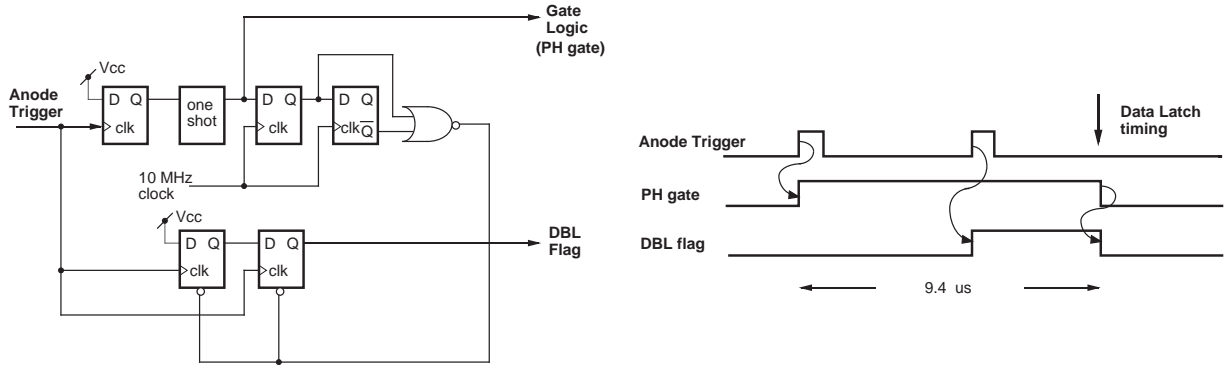 Gate
Logic
(PH gate)
Vcc
Anode
Trigger
D Q
clk
one
shot
D Q
clk
D Q
clk Q
10 MHz
clock
Vcc
D Q
clk
D Q
clk
DBL
Flag
Data Latch
timing
Anode Trigger
PH gate
DBL flag
9.4 us